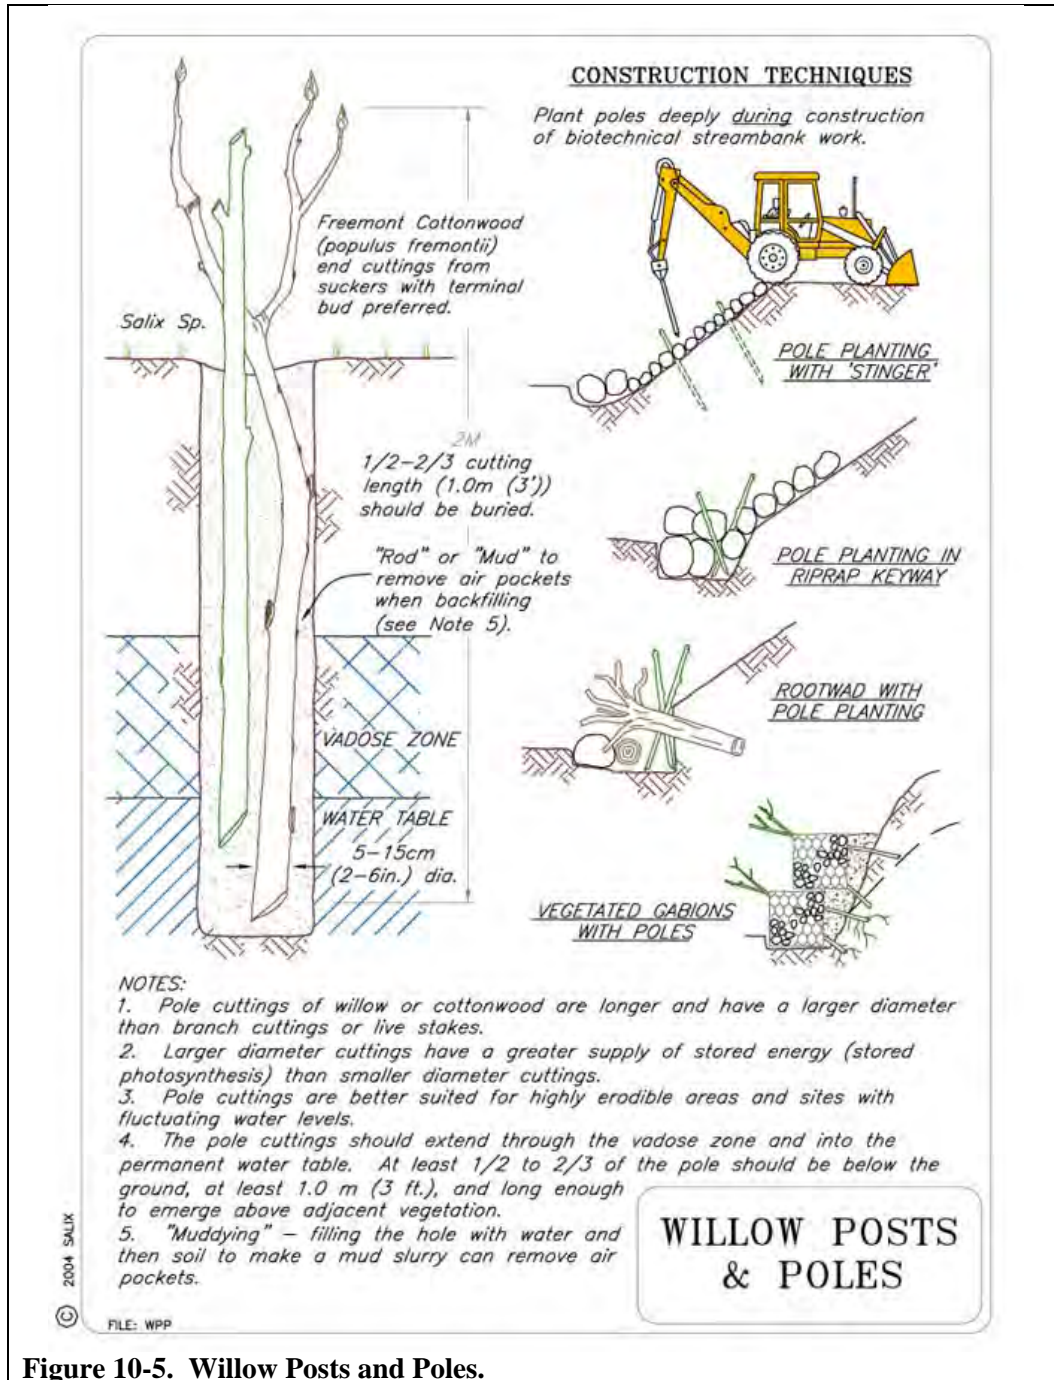 CONSTRUCTION TECHNIQUES
Plant poles deeply during construction
of biotechnical streambank work.
Freemont Cottonwood
(populus fremontii)
end cuttings from
suckers with terminal
bud preferred.
Salix Sp.
POLE PLANTING
WITH 'STINGER'
2M
1/2-2/3 cutting
length (1.0m (3'))
should be buried.
"Rod" or "Mud" to
remove air pockets
when backfilling
(see Note 5).
POLE PLANTING IN
RIPRAP KEYWAY
ROOTWAD WITH
POLE PLANTING
VADOSE ZONE
WATER TABLE
5-15cm
(2-6in.) dia.
VEGETATED GABIONS
WITH POLES
NOTES:
1. Pole cuttings of willow or cottonwood are longer and have a larger diameter
than branch cuttings or live stakes.
2. Larger diameter cuttings have a greater supply of stored energy (stored
photosynthesis) than smaller diameter cuttings.
3. Pole cuttings are better suited for highly erodible areas and sites with
fluctuating water levels.
4. The pole cuttings should extend through the vadose zone and into the
permanent water table. At least 1/2 to 2/3 of the pole should be below the
ground, at least 1.0 m (3 ft.), and long enough
to emerge above adjacent vegetation.
5. "Muddying" - filling the hole with water and
then soil to make a mud slurry can remove air
pockets.
WILLOW POSTS
& POLES
© 2004 SALIX
FILE: WPP
Figure 10-5. Willow Posts and Poles.